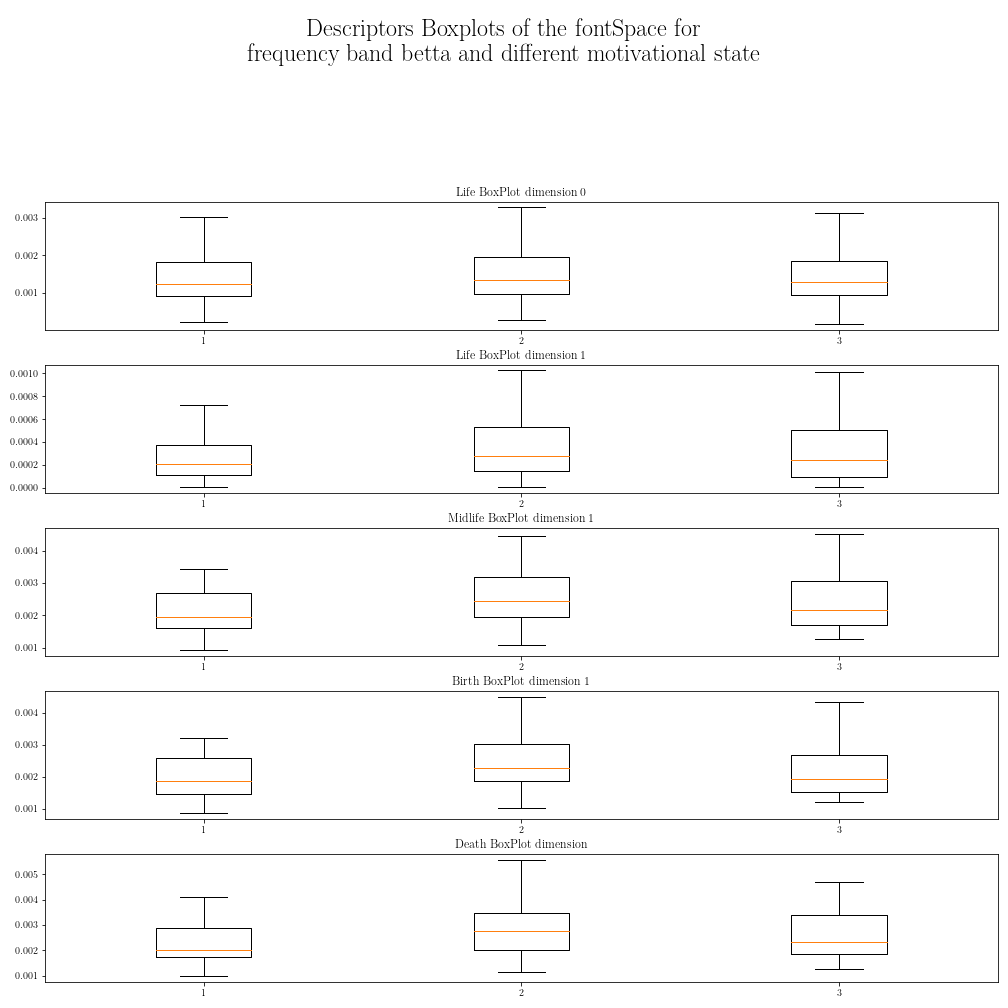 Descriptors Boxplots of the fontSpace for
frequency band betta and different motivational state
Life BoxPlot dimension 0
0.003
0.002
0.001
1 2 3
Life BoxPlot dimension 1
0.0010
0.0008
0.0006
0.0004
0.0002
0.0000
1 2 3
Midlife BoxPlot dimension 1
0.004
0.003
0.002
0.001
1 2 3
Birth BoxPlot dimension 1
0.004
0.003
0.002
0.001
1 2 3
Death BoxPlot dimension
0.005
0.004
0.003
0.002
0.001
1 2 3